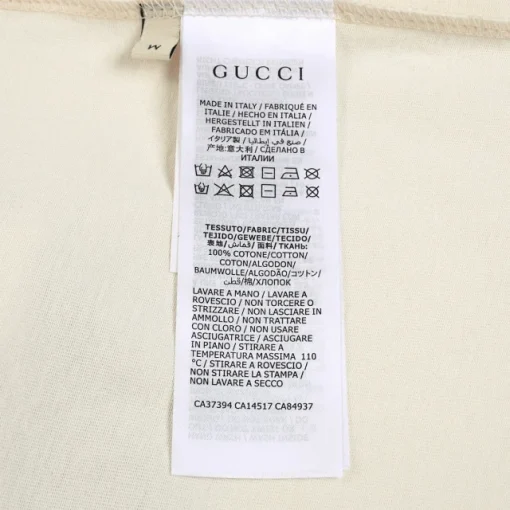 M
GUCCI
MADE IN ITALY / FABRIQUÉ EN
ITALIE / HECHO EN ITALIA /
HERGESTELLT IN ITALIEN /
FABRICADO EM ITÁLIA /
イタリア製 / صنع في إيطاليا /
产地:意大利 / СДЕЛАНО В
ИТАЛИИ
TESSUTO/FABRIC/TISSU/
TEJIDO/GEWEBE/TECIDO/
表地/قماش/面料/ТКАНЬ:
100% COTONE/COTTON/
COTON/ALGODON/
BAUMWOLLE/ALGODÃO/コットン/
قطن/棉/ХЛОПОК
LAVARE A MANO / LAVARE A
ROVESCIO / NON TORCERE O
STRIZZARE / NON LASCIARE IN
AMMOLLO / NON TRATTARE
CON CLORO / NON USARE
ASCIUGATRICE / ASCIUGARE
IN PIANO / STIRARE A
TEMPERATURA MASSIMA 110
°C / STIRARE A ROVESCIO /
NON STIRARE LA STAMPA /
NON LAVARE A SECCO
CA37394 CA14517 CA84937